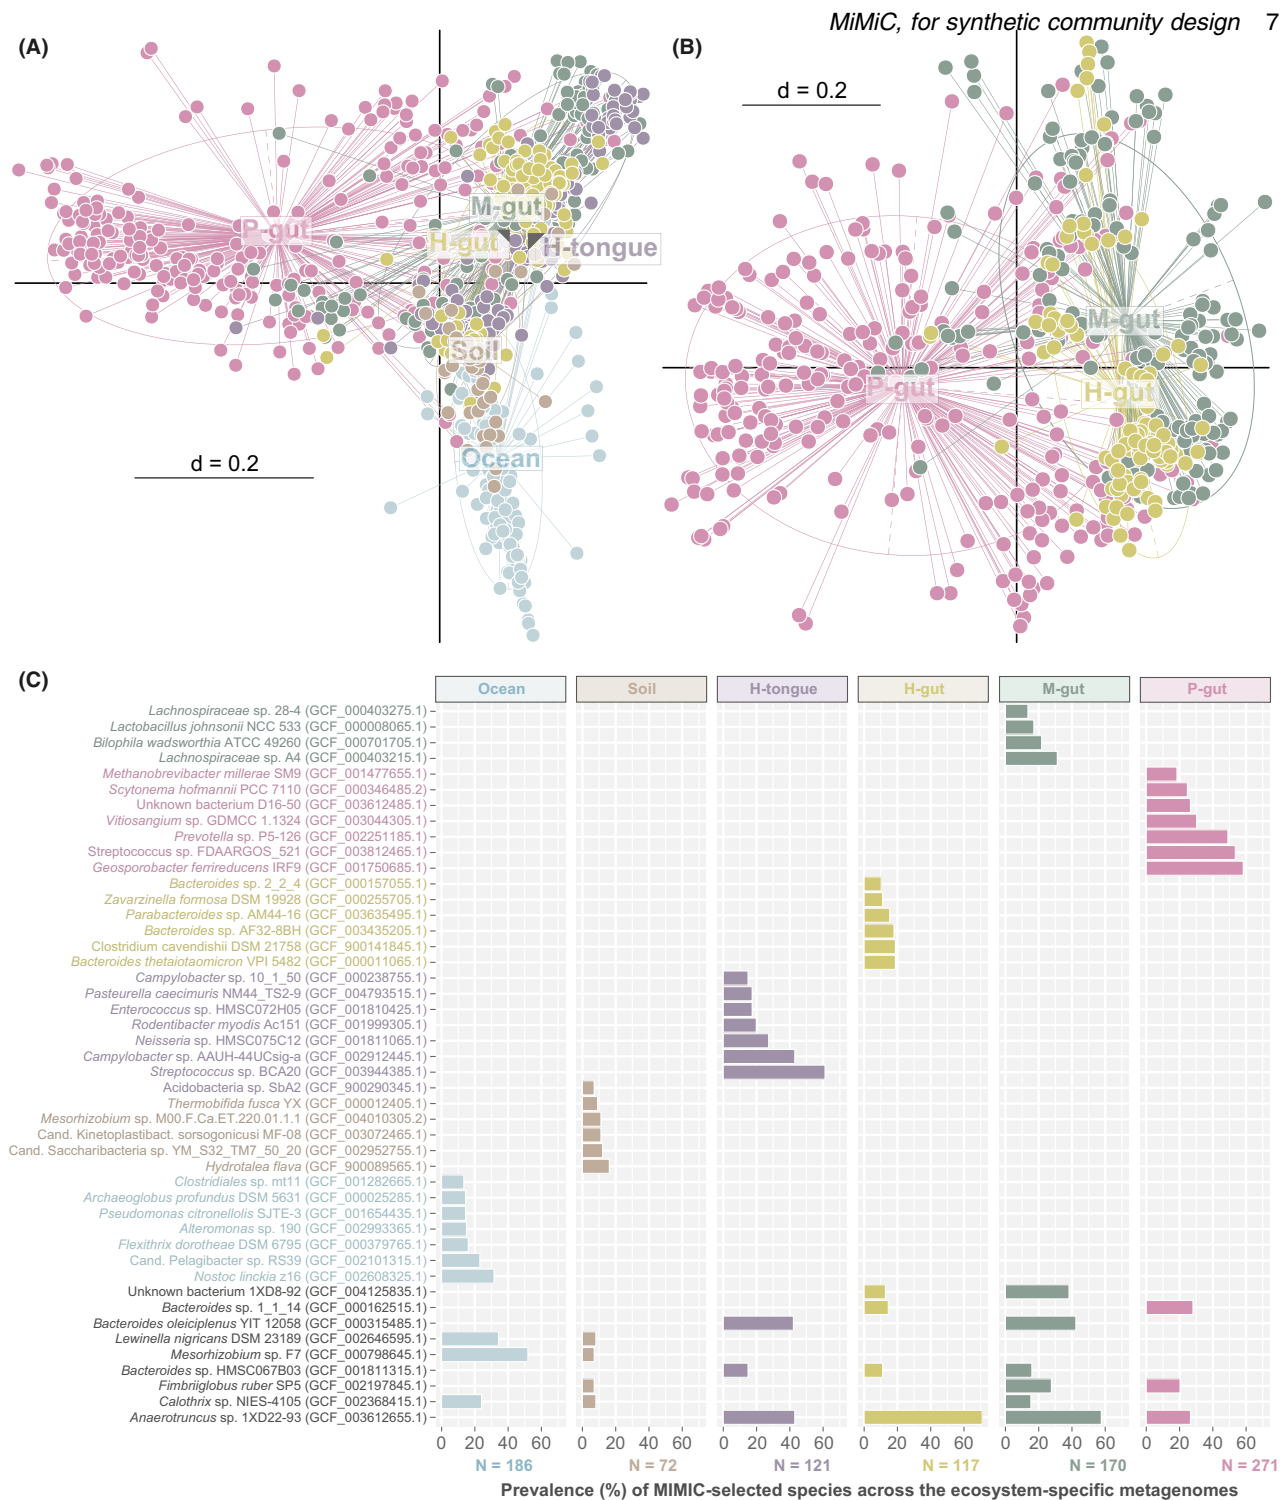 MiMiC, for synthetic community design 7
(A)
(B)
d = 0.2
P-gut
M-gut
H-gut
H-tongue
Soil
Ocean
d = 0.2
d = 0.2
M-gut
P-gut
H-gut
(C)
Ocean Soil H-tongue H-gut M-gut P-gut
Lachnospiraceae sp. 28-4 (GCF_000403275.1)
Lactobacillus johnsonii NCC 533 (GCF_000008065.1)
Bilophila wadsworthia ATCC 49260 (GCF_000701705.1)
Lachnospiraceae sp. A4 (GCF_000403215.1)
Methanobrevibacter millerae SM9 (GCF_001477655.1)
Scytonema hofmannii PCC 7110 (GCF_000346485.2)
Unknown bacterium D16-50 (GCF_003612485.1)
Vitiosangium sp. GDMCC 1.1324 (GCF_003044305.1)
Prevotella sp. P5-126 (GCF_002251185.1)
Streptococcus sp. FDAARGOS_521 (GCF_003812465.1)
Geosporobacter ferrireducens IRF9 (GCF_001750685.1)
Bacteroides sp. 2_2_4 (GCF_000157055.1)
Zavarzinella formosa DSM 19928 (GCF_000255705.1)
Parabacteroides sp. AM44-16 (GCF_003635495.1)
Bacteroides sp. AF32-8BH (GCF_003435205.1)
Clostridium cavendishii DSM 21758 (GCF_900141845.1)
Bacteroides thetaiotaomicron VPI 5482 (GCF_000011065.1)
Campylobacter sp. 10_1_50 (GCF_000238755.1)
Pasteurella caecimuris NM44_TS2-9 (GCF_004793515.1)
Enterococcus sp. HMSC072H05 (GCF_001810425.1)
Rodentibacter myodis Ac151 (GCF_001999305.1)
Neisseria sp. HMSC075C12 (GCF_001811065.1)
Campylobacter sp. AAUH-44UCsig-a (GCF_002912445.1)
Streptococcus sp. BCA20 (GCF_003944385.1)
Acidobacteria sp. SbA2 (GCF_900290345.1)
Thermobifida fusca YX (GCF_000012405.1)
Mesorhizobium sp. M00.F.Ca.ET.220.01.1.1 (GCF_004010305.2)
Cand. Kinetoplastibact. sorsogonicusi MF-08 (GCF_003072465.1)
Cand. Saccharibacteria sp. YM_S32_TM7_50_20 (GCF_002952755.1)
Hydrotalea flava (GCF_900089565.1)
Clostridiales sp. mt11 (GCF_001282665.1)
Archaeoglobus profundus DSM 5631 (GCF_000025285.1)
Pseudomonas citronellolis SJTE-3 (GCF_001654435.1)
Alteromonas sp. 190 (GCF_002993365.1)
Flexithrix dorotheae DSM 6795 (GCF_000379765.1)
Cand. Pelagibacter sp. RS39 (GCF_002101315.1)
Nostoc linckia z16 (GCF_002608325.1)
Unknown bacterium 1XD8-92 (GCF_004125835.1)
Bacteroides sp. 1_1_14 (GCF_000162515.1)
Bacteroides oleiciplenus YIT 12058 (GCF_000315485.1)
Lewinella nigricans DSM 23189 (GCF_002646595.1)
Mesorhizobium sp. F7 (GCF_000798645.1)
Bacteroides sp. HMSC067B03 (GCF_001811315.1)
Fimbriiglobus ruber SP5 (GCF_002197845.1)
Calothrix sp. NIES-4105 (GCF_002368415.1)
Anaerotruncus sp. 1XD22-93 (GCF_003612655.1)
0 20 40 60 0 20 40 60 0 20 40 60 0 20 40 60 0 20 40 60 0 20 40 60
N = 186 N = 72 N = 121 N = 117 N = 170 N = 271
Prevalence (%) of MIMIC-selected species across the ecosystem-specific metagenomes